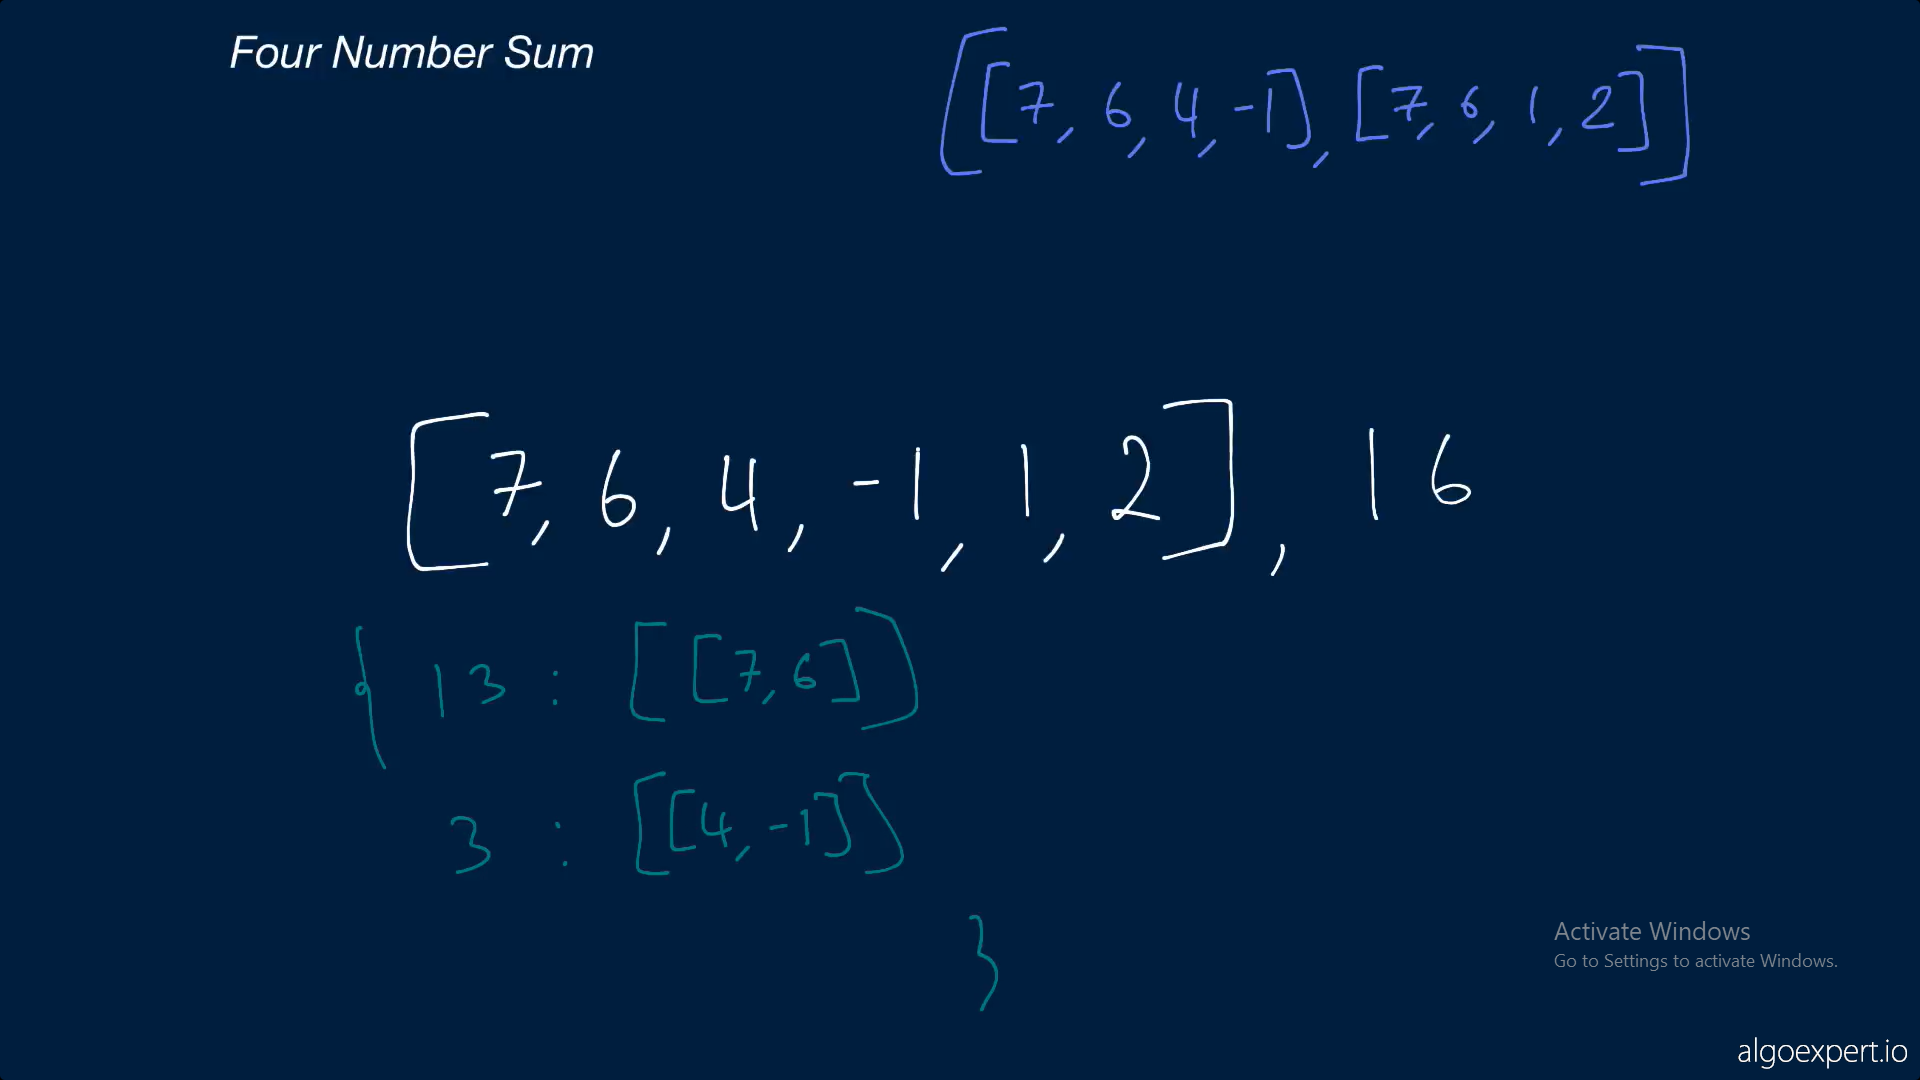 Four Number Sum
[[7, 6, 4, -1], [7, 6, 1, 2]]
[7, 6, 4, -1, 1, 2], 16
{ 13 : [[7, 6]]
3 : [[4, -1]]
}
Activate Windows
Go to Settings to activate Windows.
algoexpert.io